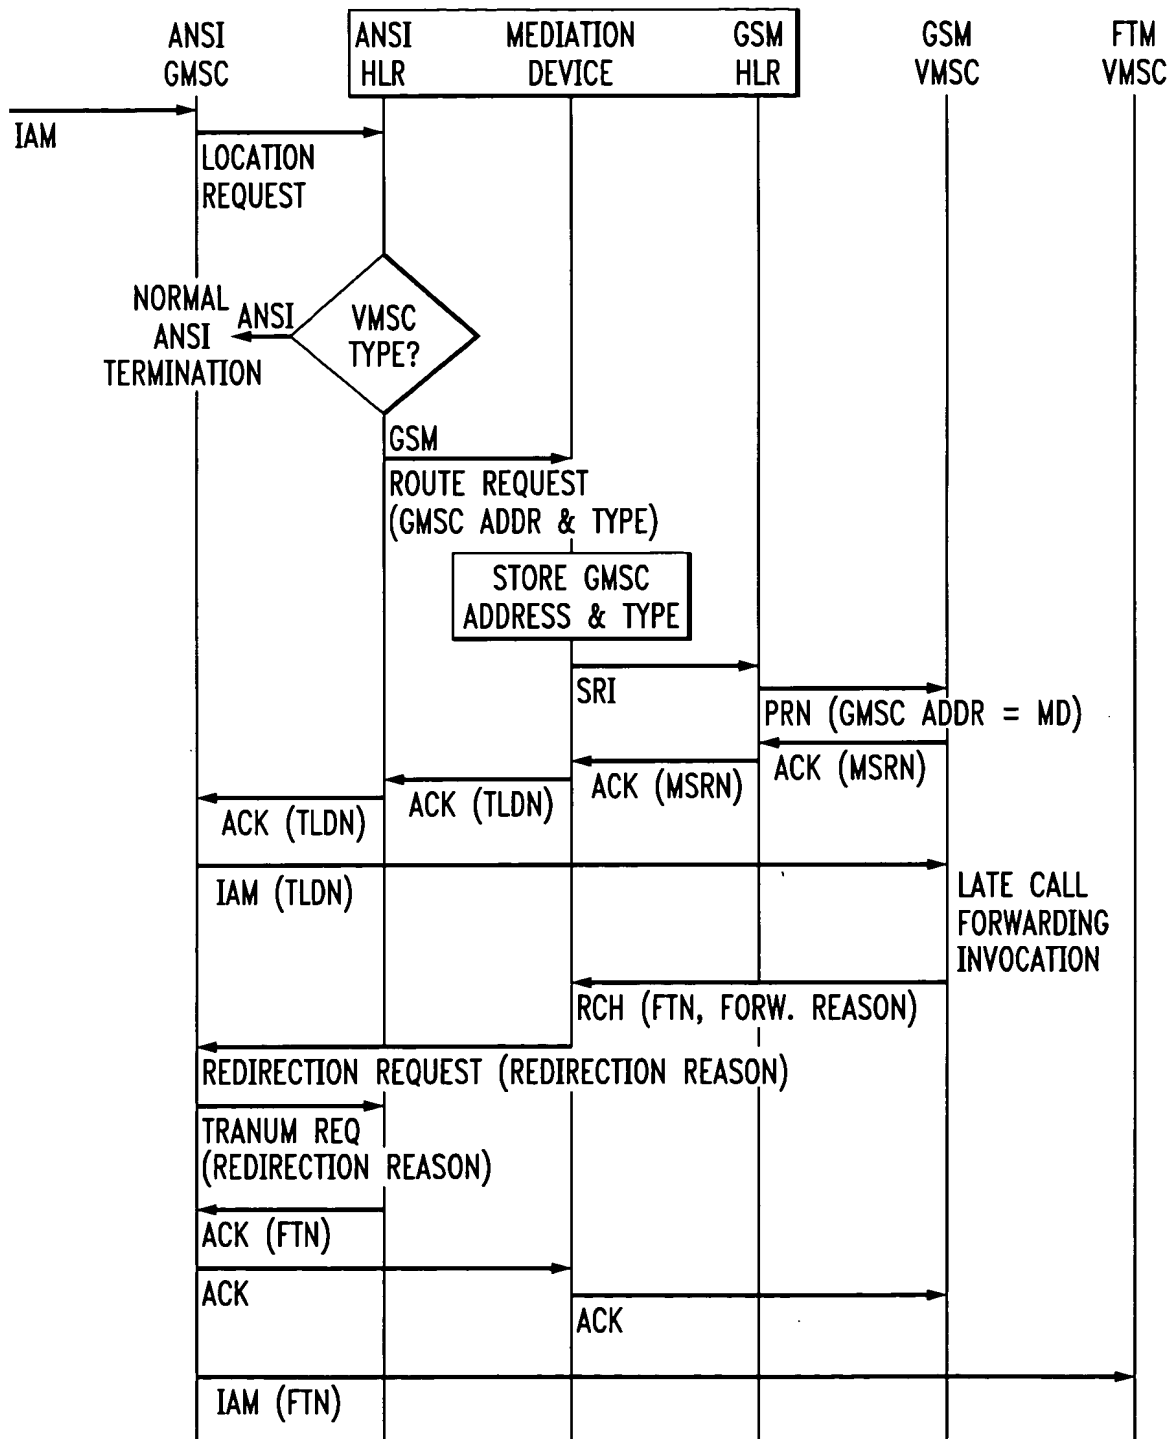 ANSI
GMSC
ANSI
HLR
MEDIATION
DEVICE
GSM
HLR
GSM
VMSC
FTM
VMSC
IAM
LOCATION
REQUEST
NORMAL
ANSI
TERMINATION
ANSI
VMSC
TYPE?
GSM
ROUTE REQUEST
(GMSC ADDR & TYPE)
STORE GMSC
ADDRESS & TYPE
SRI
PRN (GMSC ADDR = MD)
ACK (MSRN)
ACK (MSRN)
ACK (TLDN)
ACK (TLDN)
IAM (TLDN)
LATE CALL
FORWARDING
INVOCATION
RCH (FTN, FORW. REASON)
REDIRECTION REQUEST (REDIRECTION REASON)
TRANUM REQ
(REDIRECTION REASON)
ACK (FTN)
ACK
ACK
IAM (FTN)